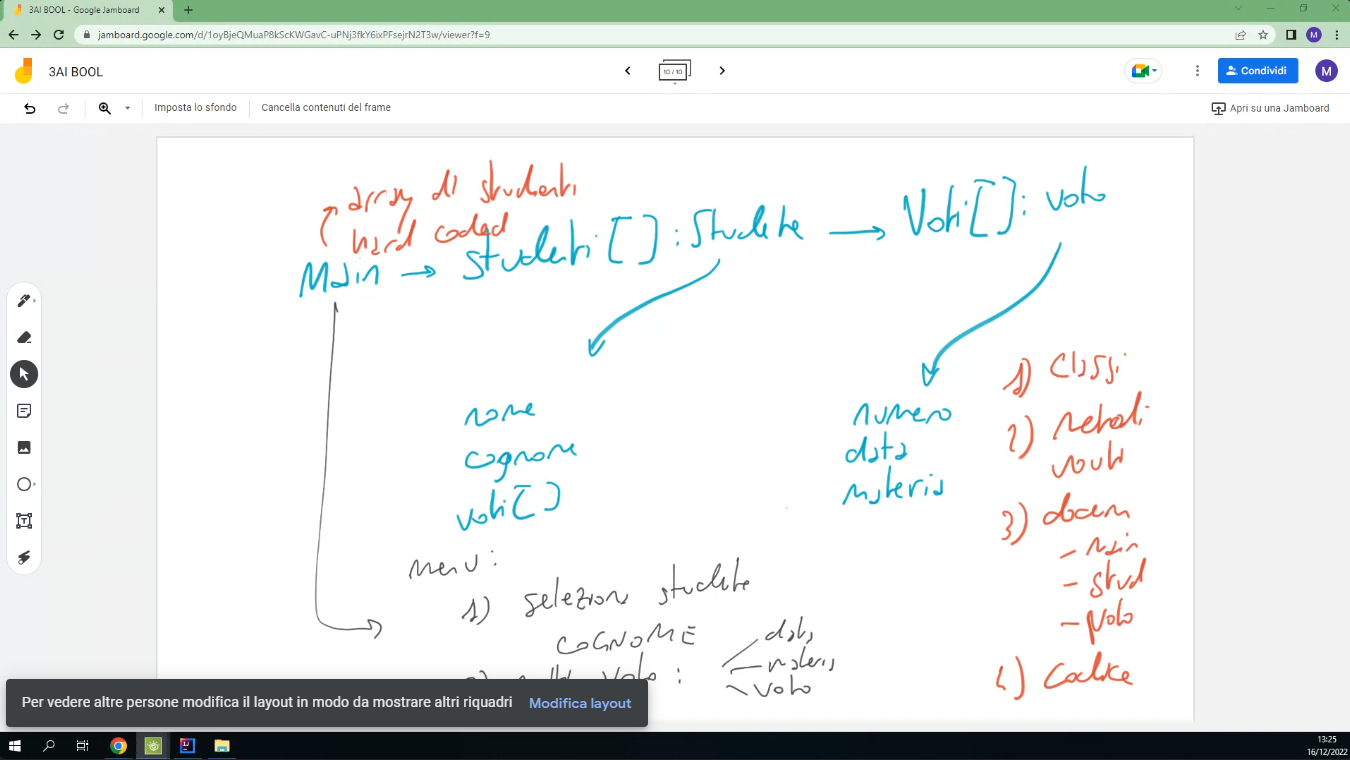 3AI BOOL - Google Jamboard
jamboard.google.com/d/1oyBjeQMuaP8kScKWGavC-uPNj3fkY6ixPFsejrN2T3w/viewer?f=9
M
3AI BOOL
10 / 10
Condividi
M
Imposta lo sfondo
Cancella contenuti del frame
Apri su una Jamboard
array di studenti
hard coded
Main → Studenti [ ] : Studente → Voti [ ] : voto
nome
cognome
voti [ ]
numero
data
materia
1) Classi
2) Metodi
vuoti
3) docum
- Main
- Stud
- Voto
4) Codice
Menu :
1) selezione studente
COGNOME
voto :
data
materia
voto
Per vedere altre persone modifica il layout in modo da mostrare altri riquadri
Modifica layout
13:25
16/12/2022